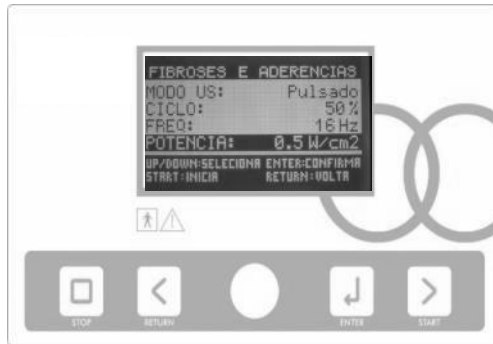 FIBROSES E ADERENCIAS
MODO US: Pulsado
CICLO: 50%
FREQ: 16Hz
POTENCIA: 0.5 W/cm2
UP/DOWN:SELECIONA ENTER:CONFIRMA
START:INICIA RETURN:VOLTA
STOP
RETURN
ENTER
START